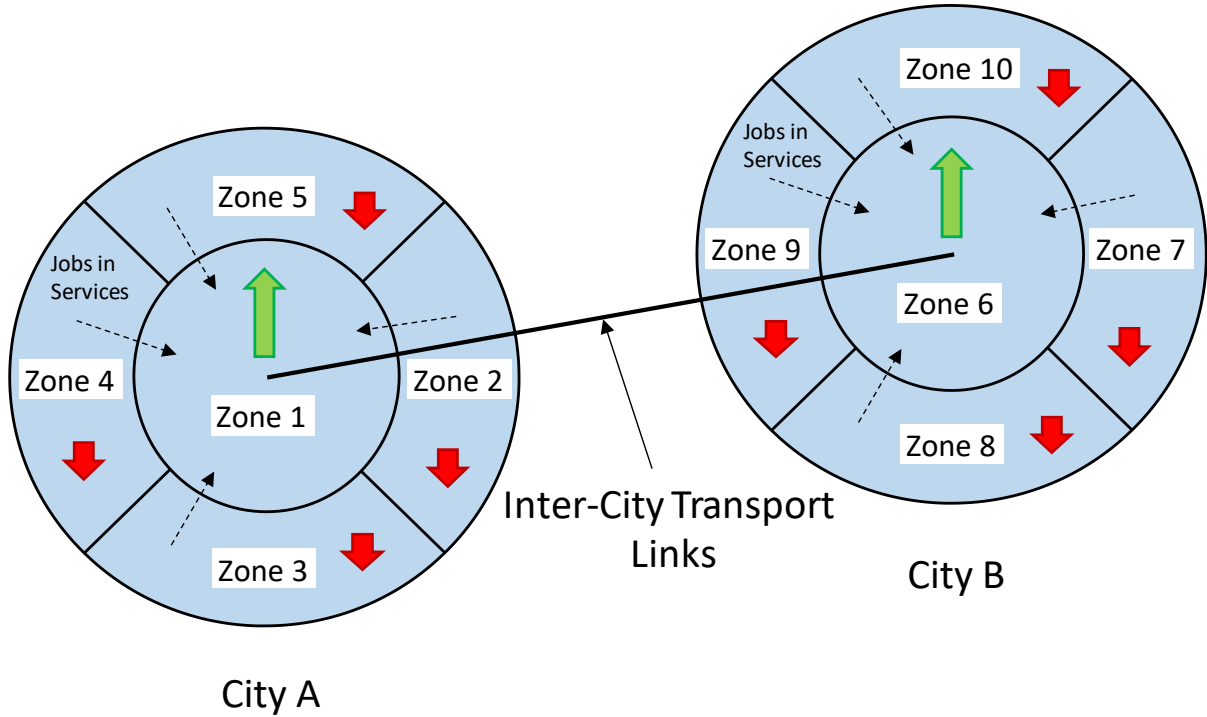 Zone 10
Jobs in
Services
Zone 9
Zone 7
Zone 6
Zone 8
City B
Zone 5
Jobs in
Services
Zone 4
Zone 2
Zone 1
Zone 3
City A
Inter-City Transport
Links